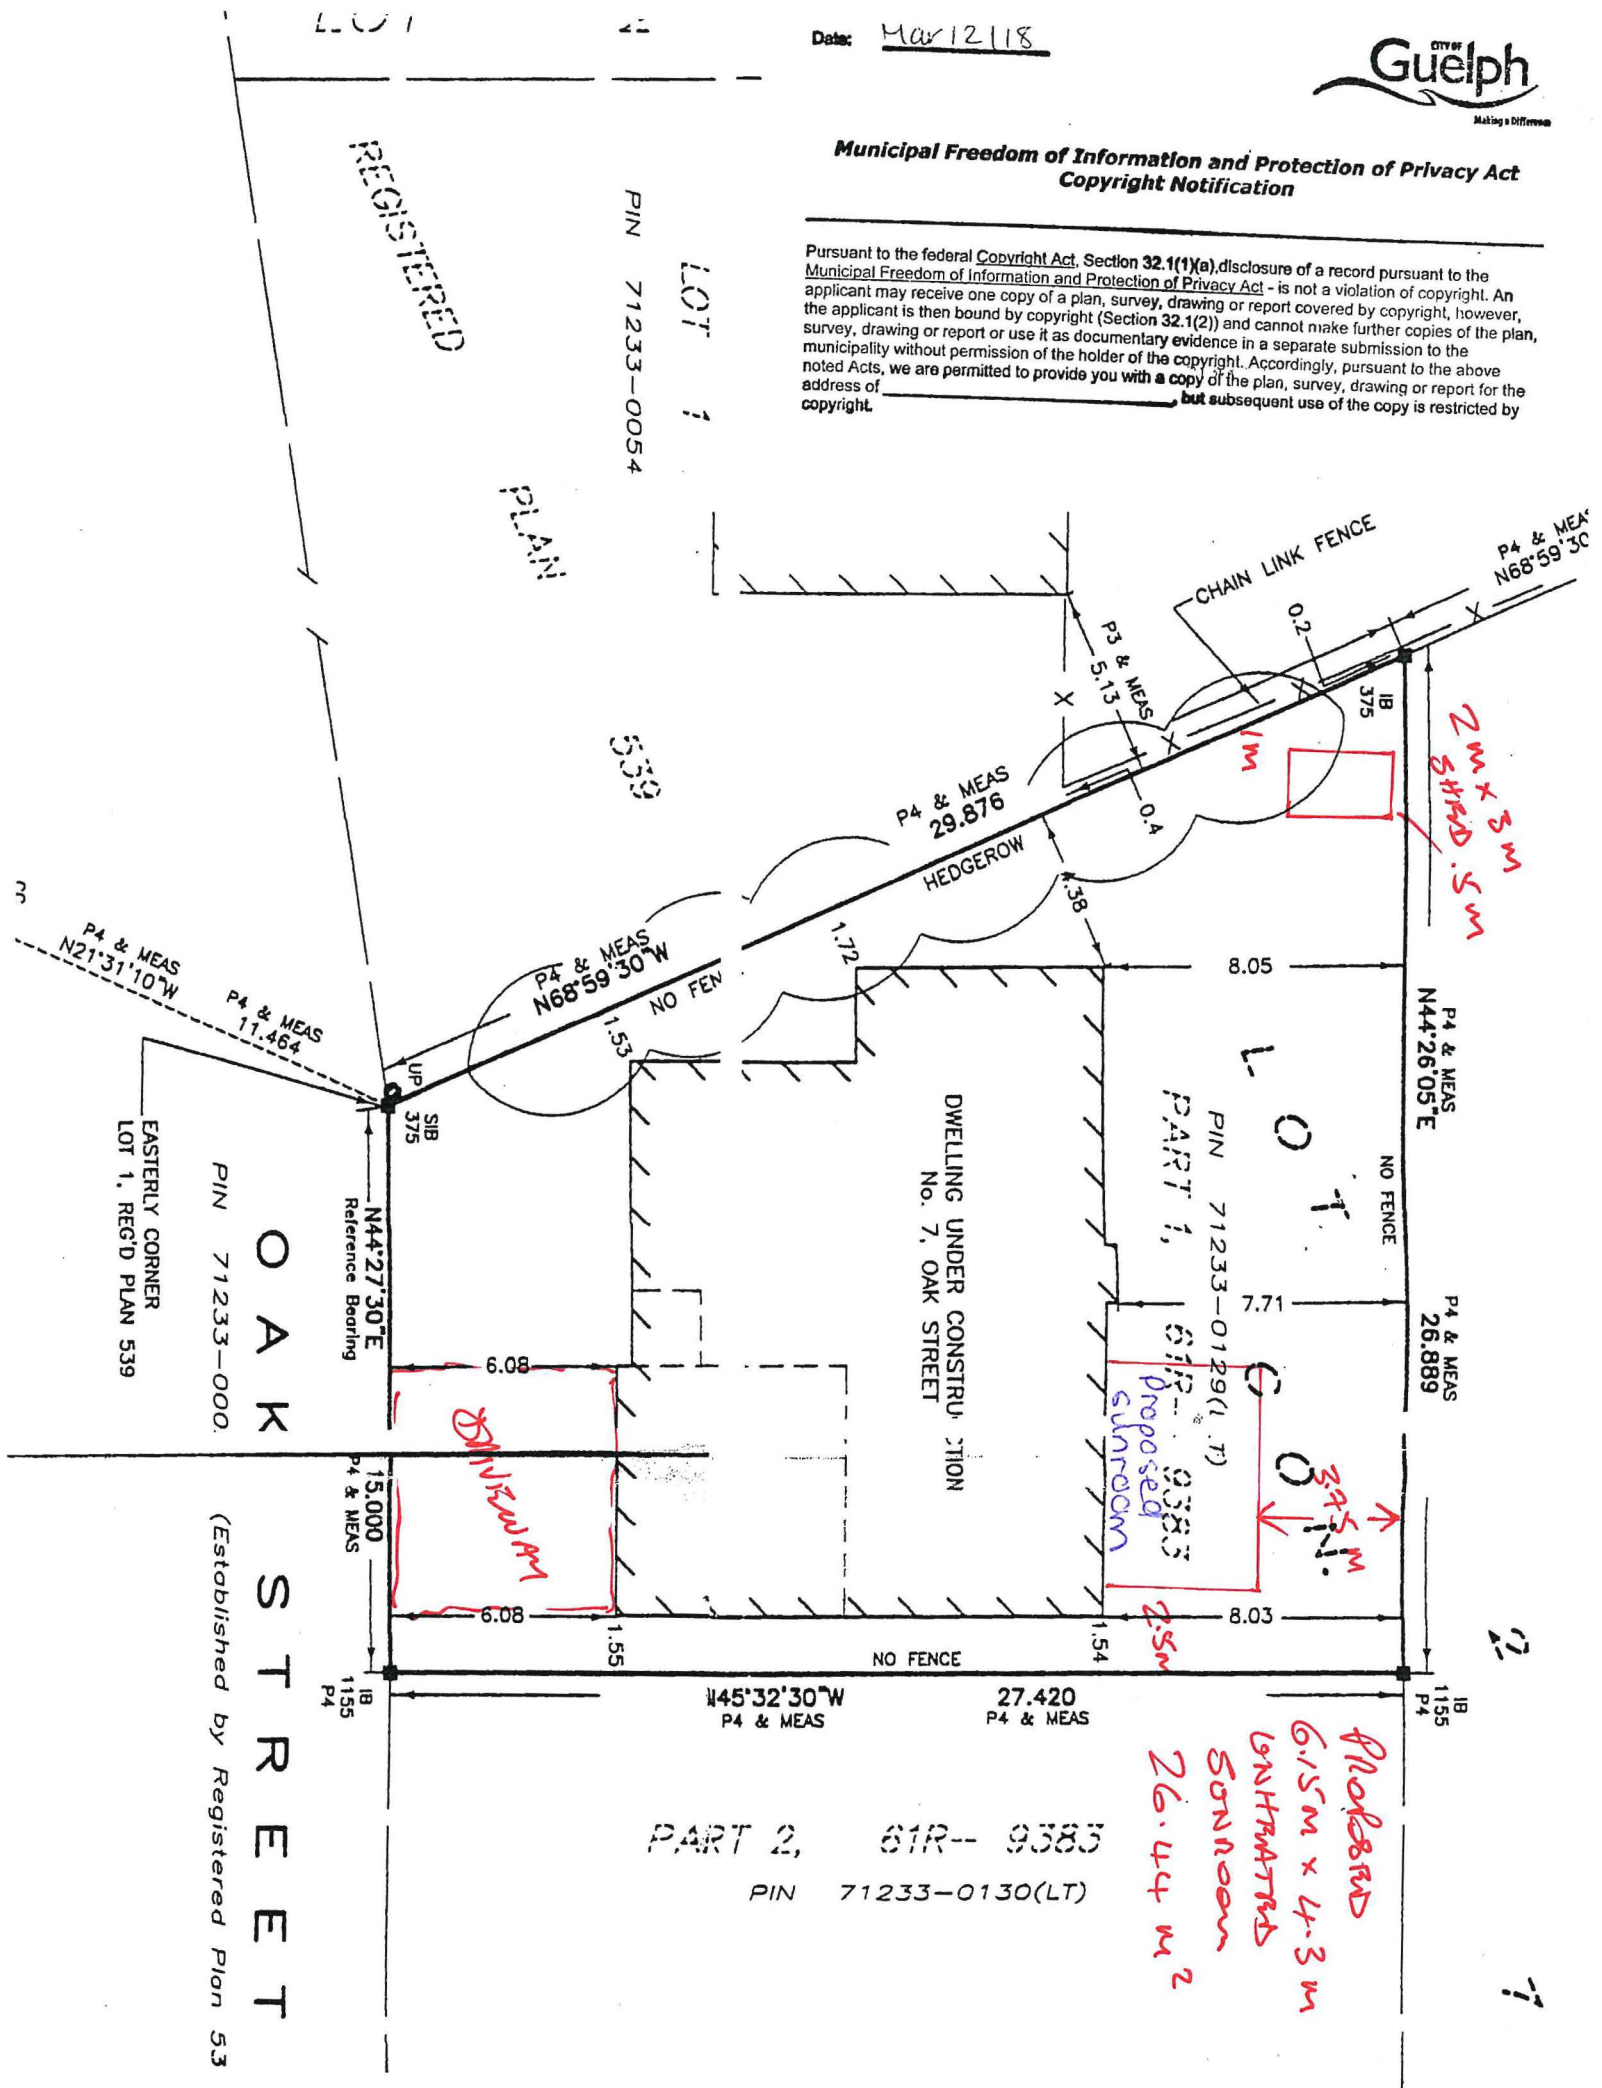 LOT 2
Date: Mar 12/18
CITY OF
Guelph
Making a Difference
Municipal Freedom of Information and Protection of Privacy Act
Copyright Notification
Pursuant to the federal Copyright Act, Section 32.1(1)(a),disclosure of a record pursuant to the
Municipal Freedom of Information and Protection of Privacy Act - is not a violation of copyright. An
applicant may receive one copy of a plan, survey, drawing or report covered by copyright, however,
the applicant is then bound by copyright (Section 32.1(2)) and cannot make further copies of the plan,
survey, drawing or report or use it as documentary evidence in a separate submission to the
municipality without permission of the holder of the copyright. Accordingly, pursuant to the above
noted Acts, we are permitted to provide you with a copy of the plan, survey, drawing or report for the
address of , but subsequent use of the copy is restricted by
copyright.
REGISTERED
PLAN
539
LOT 1
PIN 71233-0054
CHAIN LINK FENCE
P4 & MEAS
N68°59'30
0.2
P3 & MEAS
5.13
X
X
X
X
IB
375
1m
2m x 3m
SHED .5m
0.4
P4 & MEAS
29.876
HEDGEROW
4.38
1.72
P4 & MEAS
N68°59'30"W
NO FEN
1.53
8.05
P4 & MEAS
N44°26'05"E
NO FENCE
P4 & MEAS
26.889
3
P4 & MEAS
N21°31'10"W
P4 & MEAS
11.464
UP
SIB
375
EASTERLY CORNER
LOT 1, REG'D PLAN 539
N44°27'30"E
Reference Bearing
15.000
P4 & MEAS
PIN 71233-000
OAK STREET
(Established by Registered Plan 53
DWELLING UNDER CONSTRU CTION
No. 7, OAK STREET
LOT
PIN 71233-0129(L T)
PART 1, 61R- 9383
7.71
proposed
sunroom
3.75 m
CON.
6.08
DRIVEWAY
6.08
1.55
1.54
2.5m
8.03
NO FENCE
IB
1155
P4
N45°32'30"W
P4 & MEAS
27.420
P4 & MEAS
IB
1155
P4
PROPOSED
6.15m x 4.3m
UNHEATED
SUNROOM
26.44 m2
PART 2, 61R-- 9383
PIN 71233-0130(LT)